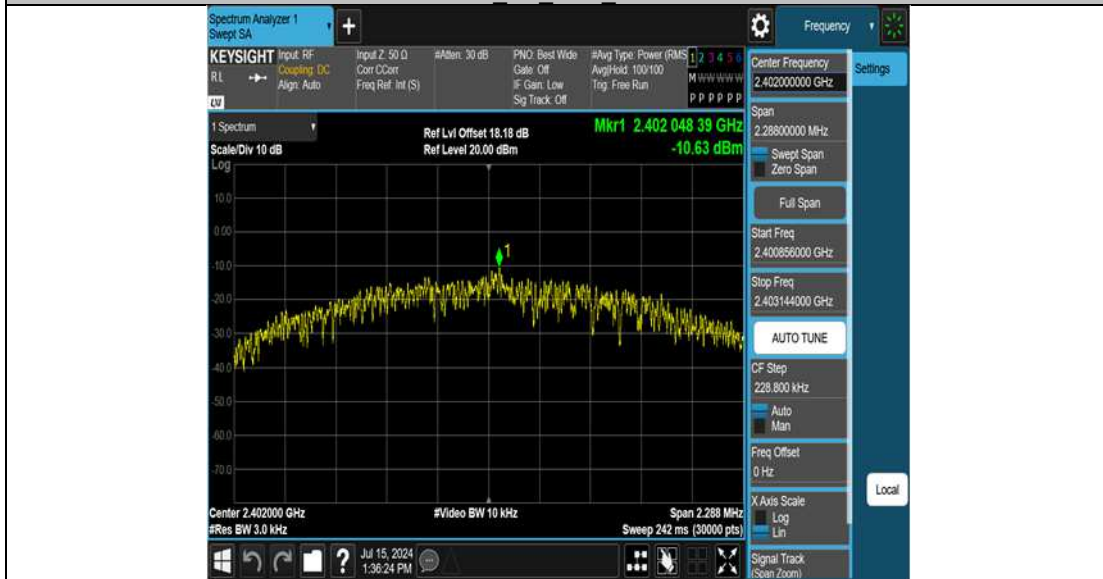 Spectrum Analyzer 1
Swept SA
+
Frequency
KEYSIGHT
RL
LXI
Input: RF
Coupling: DC
Align: Auto
Input Z: 50 Ω
Corr CCorr
Freq Ref: Int (S)
#Atten: 30 dB
PNO: Best Wide
Gate: Off
IF Gain: Low
Sig Track: Off
#Avg Type: Power (RMS
Avg|Hold: 100/100
Trig: Free Run
1 2 3 4 5 6
M W W W W W
P P P P P P
1 Spectrum
Scale/Div 10 dB
Ref Lvl Offset 18.18 dB
Ref Level 20.00 dBm
Mkr1 2.402 048 39 GHz
-10.63 dBm
Log
10.0
0.00
-10.0
-20.0
-30.0
-40.0
-50.0
-60.0
-70.0
1
Center 2.402000 GHz
#Res BW 3.0 kHz
#Video BW 10 kHz
Span 2.288 MHz
Sweep 242 ms (30000 pts)
Center Frequency
2.402000000 GHz
Span
2.28800000 MHz
Swept Span
Zero Span
Full Span
Start Freq
2.400856000 GHz
Stop Freq
2.403144000 GHz
AUTO TUNE
CF Step
228.800 kHz
Auto
Man
Freq Offset
0 Hz
X Axis Scale
Log
Lin
Signal Track
(Span Zoom)
Settings
Local
?
Jul 15, 2024
1:36:24 PM